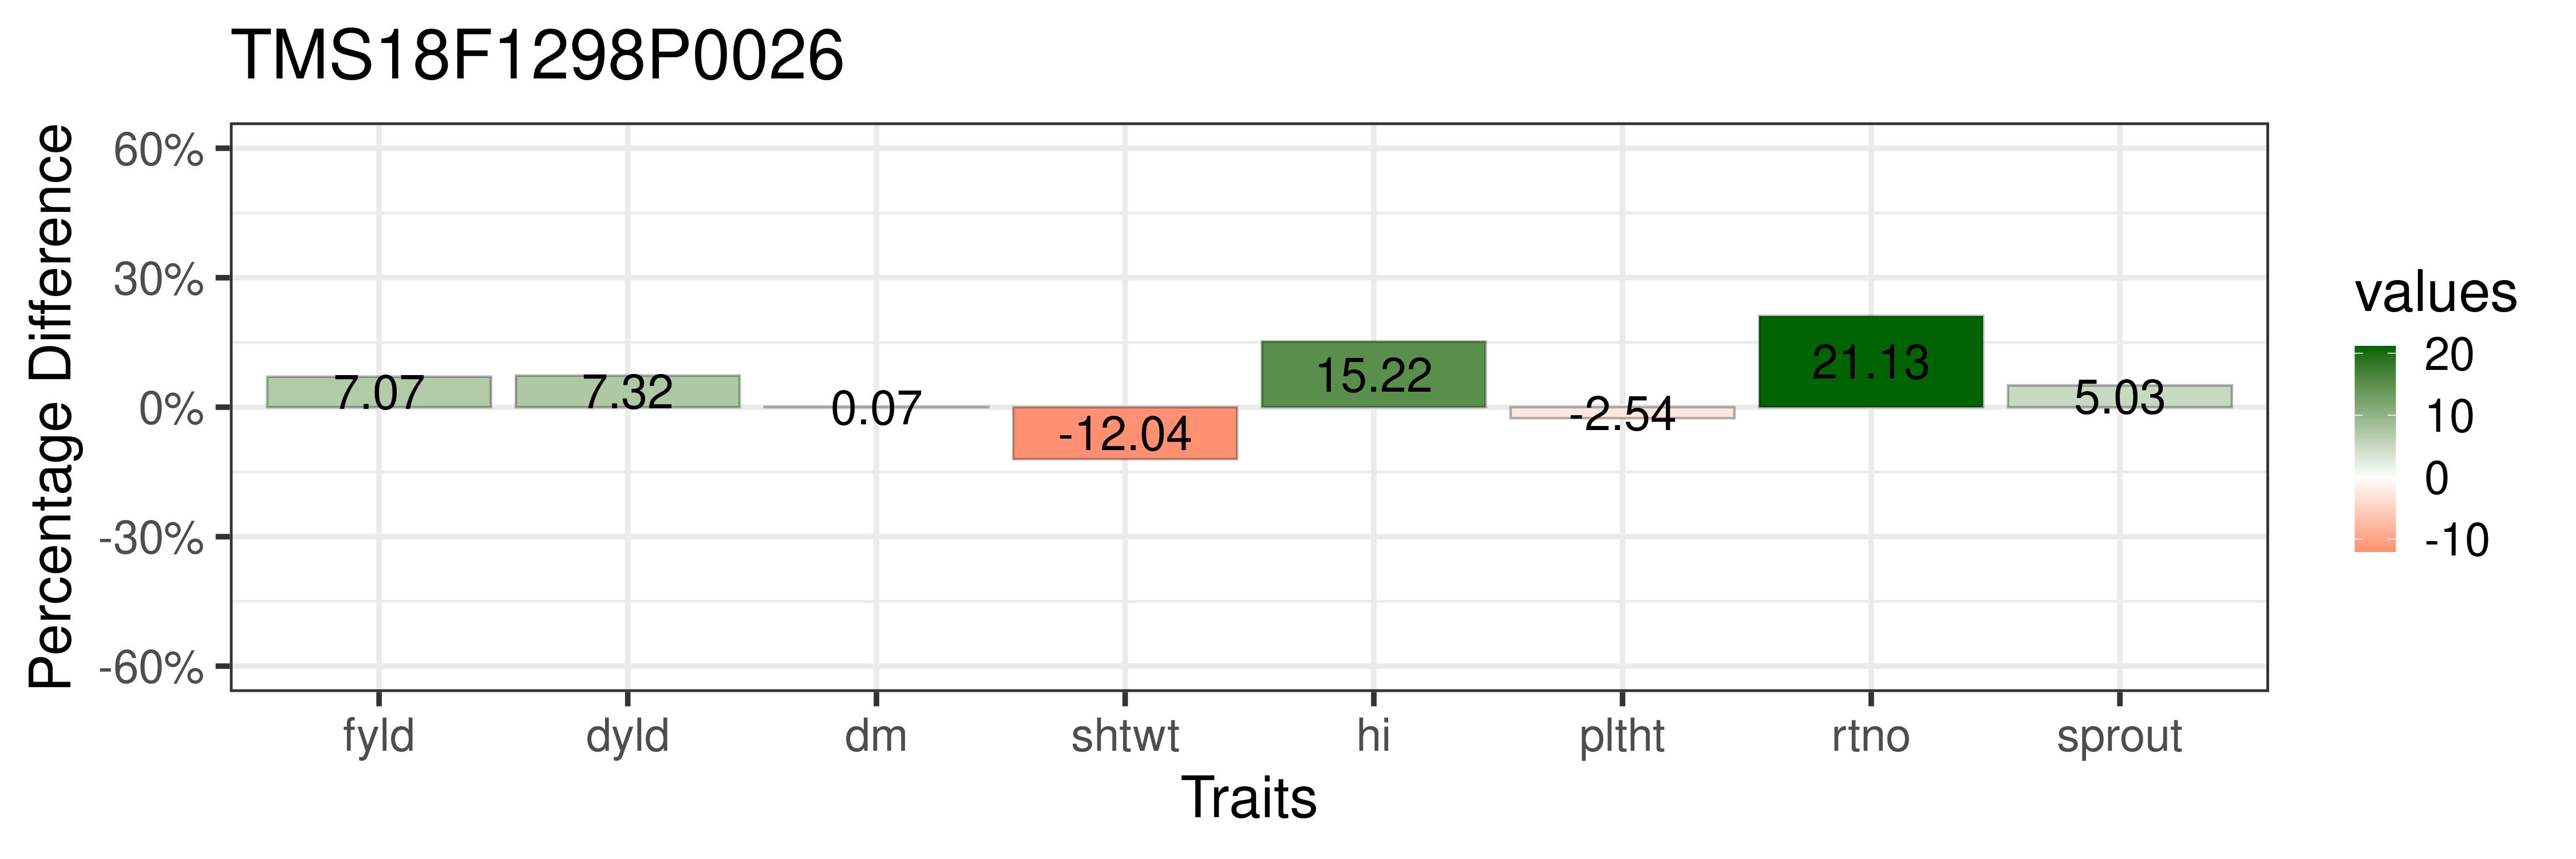 TMS18F1298P0026
Percentage Difference
60%
30%
0%
-30%
-60%
7.07
7.32
0.07
-12.04
15.22
-2.54
21.13
5.03
fyld
dyld
dm
shtwt
hi
pltht
rtno
sprout
Traits
values
20
10
0
-10